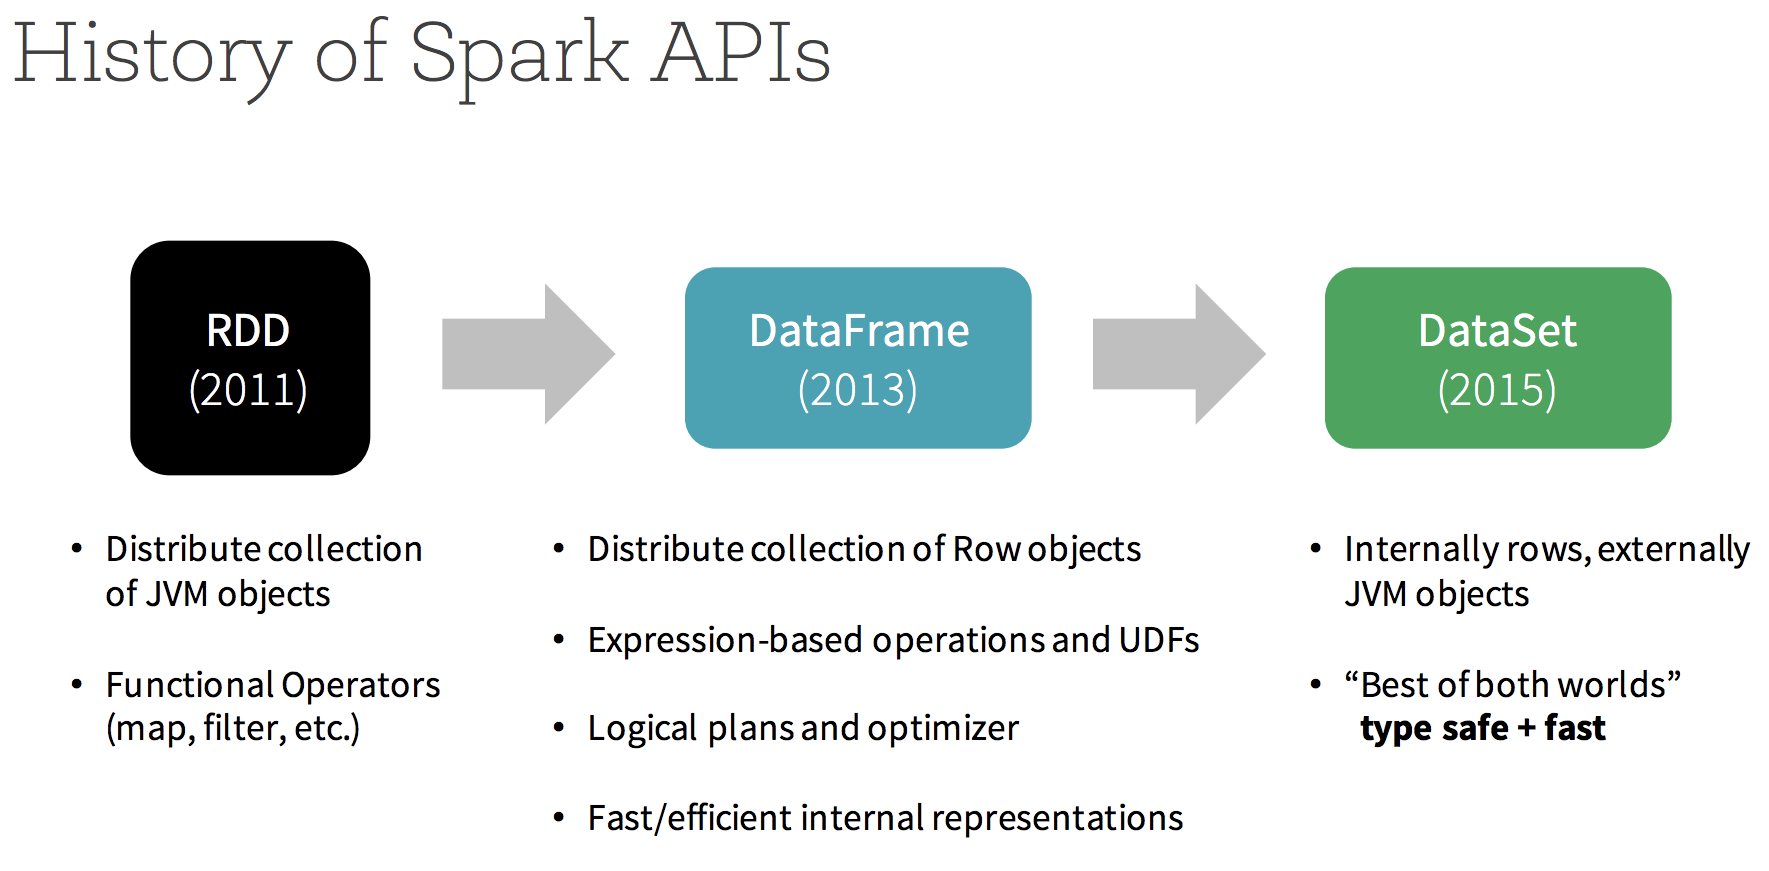 History of Spark APIs
RDD
(2011)
DataFrame
(2013)
DataSet
(2015)
• Distribute collection
of JVM objects
• Functional Operators
(map, filter, etc.)
• Distribute collection of Row objects
• Expression-based operations and UDFs
• Logical plans and optimizer
• Fast/efficient internal representations
• Internally rows, externally
JVM objects
• “Best of both worlds”
type safe + fast